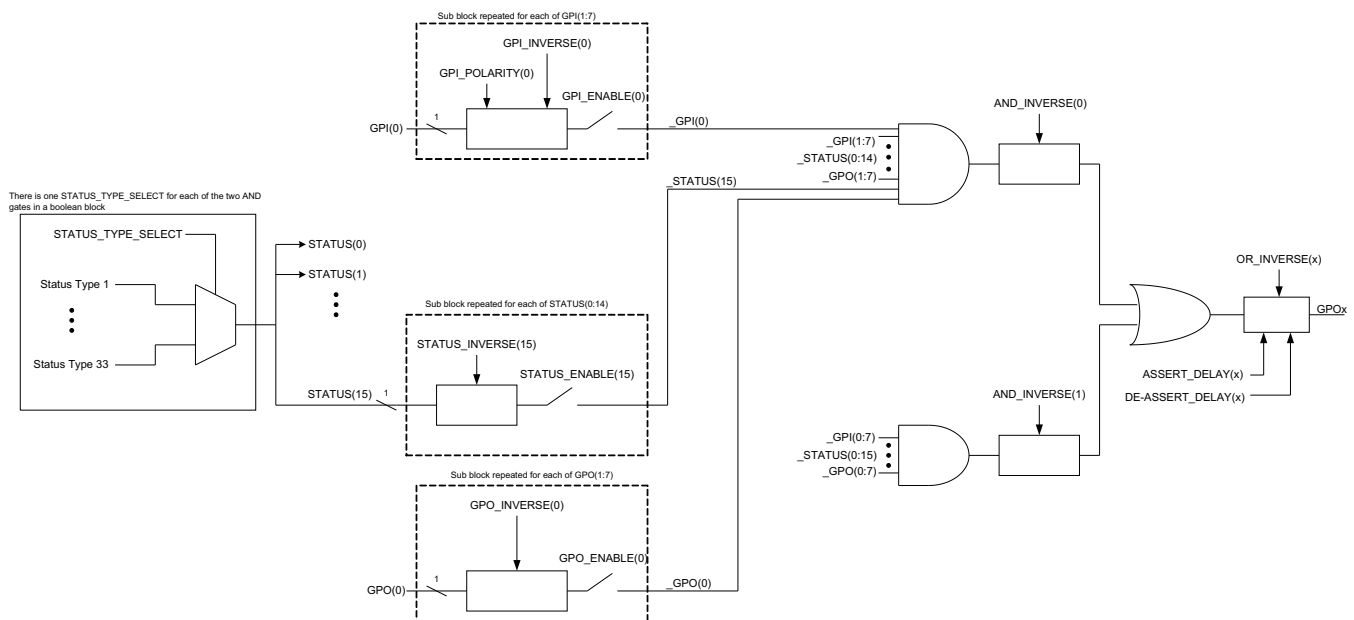 Sub block repeated for each of GPI(1:7)
GPI_INVERSE(0)
GPI_POLARITY(0)
GPI_ENABLE(0)
GPI(0)
1
_GPI(0)
AND_INVERSE(0)
_GPI(1:7)
_STATUS(0:14)
_GPO(1:7)
_STATUS(15)
There is one STATUS_TYPE_SELECT for each of the two AND
gates in a boolean block
STATUS_TYPE_SELECT
Status Type 1
Status Type 33
STATUS(0)
STATUS(1)
Sub block repeated for each of STATUS(0:14)
STATUS_INVERSE(15)
STATUS_ENABLE(15)
STATUS(15)
1
OR_INVERSE(x)
GPOx
ASSERT_DELAY(x)
DE-ASSERT_DELAY(x)
AND_INVERSE(1)
_GPI(0:7)
_STATUS(0:15)
_GPO(0:7)
Sub block repeated for each of GPO(1:7)
GPO_INVERSE(0)
GPO_ENABLE(0)
GPO(0)
1
_GPO(0)